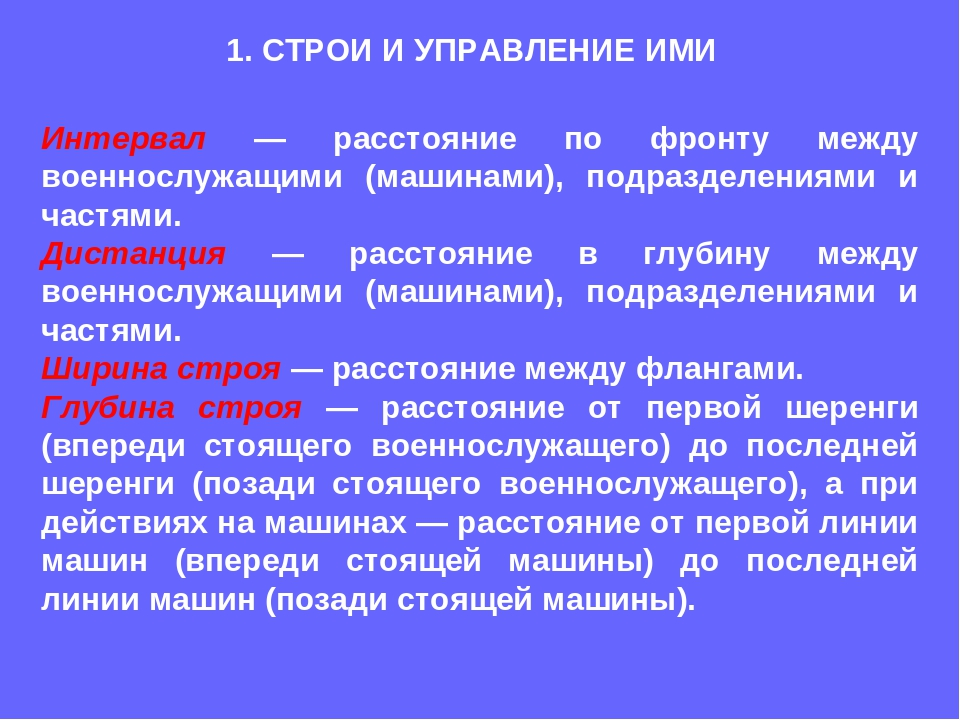 1. СТРОИ И УПРАВЛЕНИЕ ИМИ
Интервал — расстояние по фронту между
военнослужащими (машинами), подразделениями и
частями.
Дистанция — расстояние в глубину между
военнослужащими (машинами), подразделениями и
частями.
Ширина строя — расстояние между флангами.
Глубина строя — расстояние от первой шеренги
(впереди стоящего военнослужащего) до последней
шеренги (позади стоящего военнослужащего), а при
действиях на машинах — расстояние от первой линии
машин (впереди стоящей машины) до последней
линии машин (позади стоящей машины).